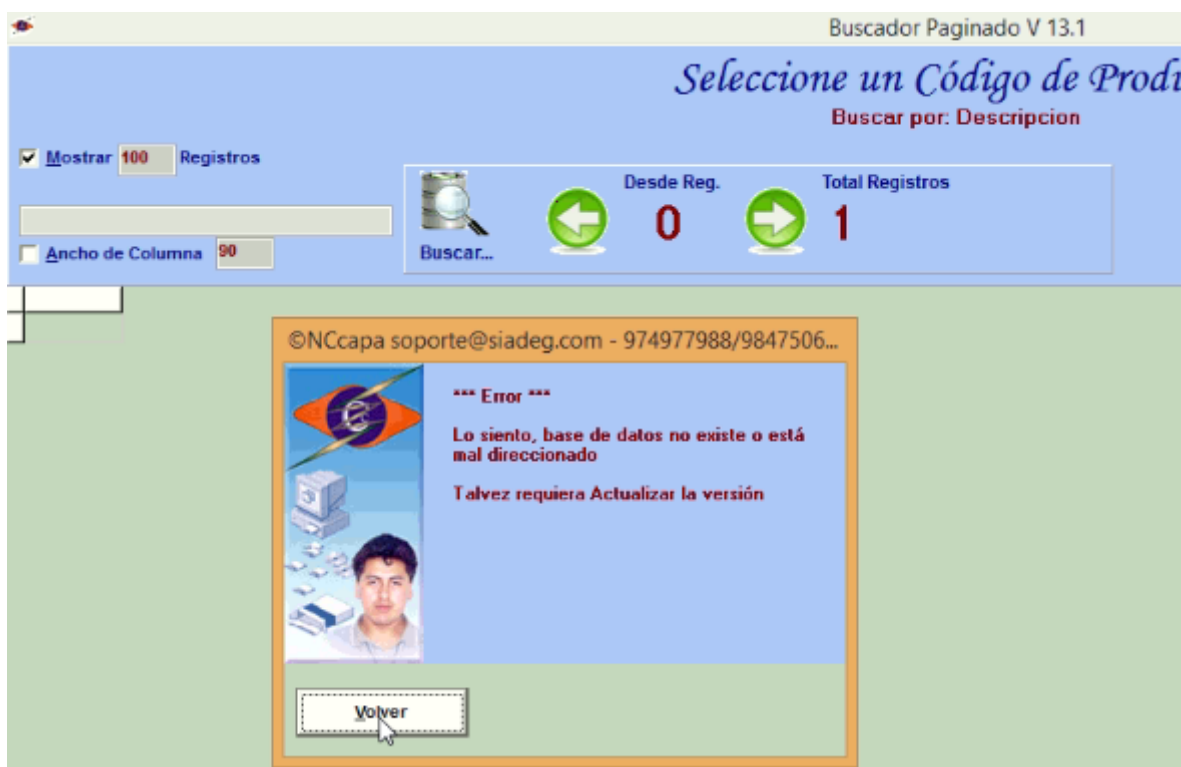 Buscador Paginado V 13.1
Seleccione un Código de
Buscar por: Descripcion
Mostrar 100 Registros
Desde Reg.
Total Registros
0
1
Ancho de Columna 90
Buscar...
©NCcapa soporte@siadeg.com - 974977988/9847506...
*** Error ***
Lo siento, base de datos no existe o está
mal direccionado
Talvez requiera Actualizar la versión
Volver